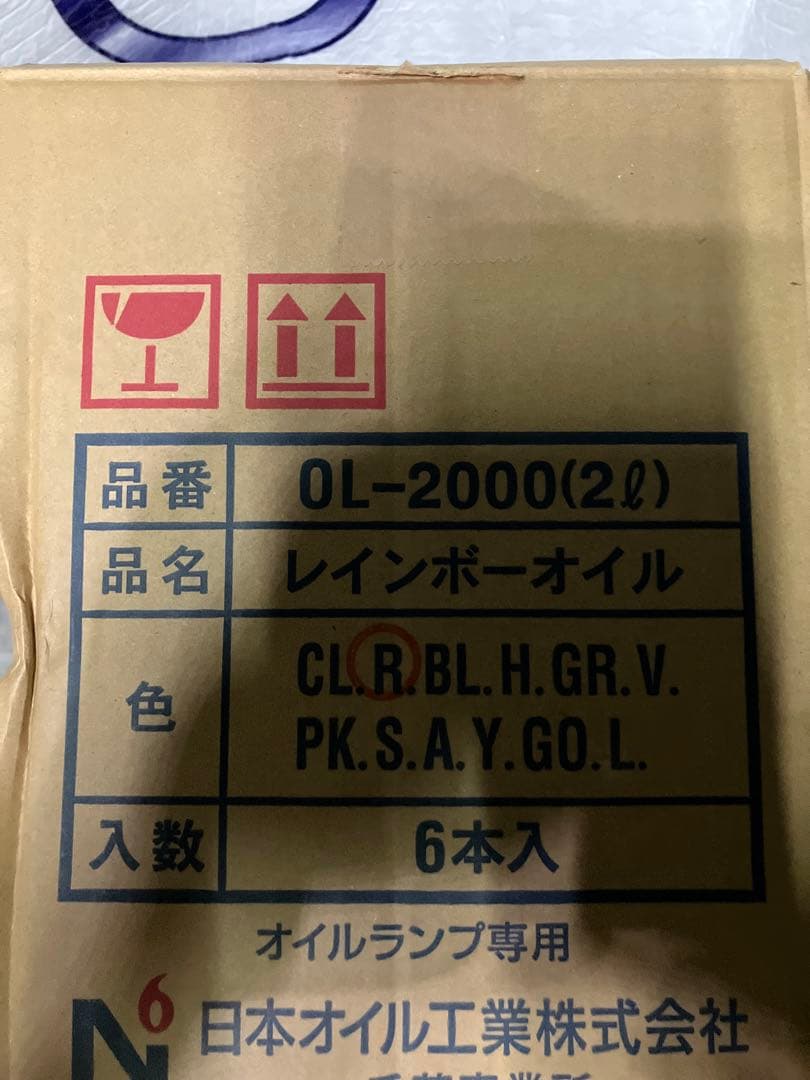 品番 OL-2000(2ℓ)
品名 レインボーオイル
色 CL.R.BL.H.GR.V.
PK.S.A.Y.GO.L.
入数 6本入
オイルランプ専用
N6 日本オイル工業株式会社